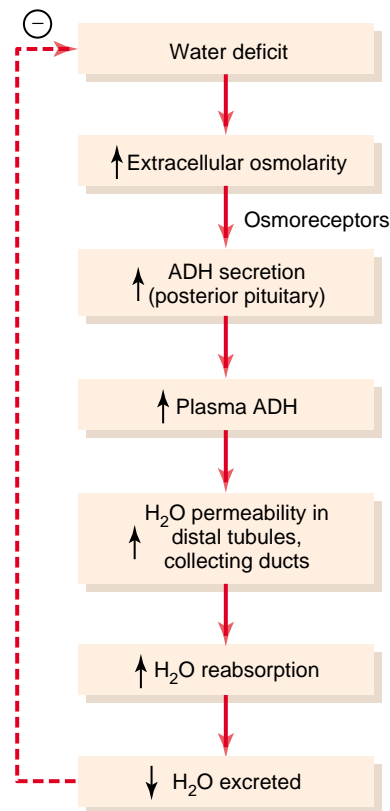 −
Water deficit
↑ Extracellular osmolarity
Osmoreceptors
ADH secretion
↑ (posterior pituitary)
↑ Plasma ADH
H₂O permeability in
↑ distal tubules,
collecting ducts
↑ H₂O reabsorption
↓ H₂O excreted